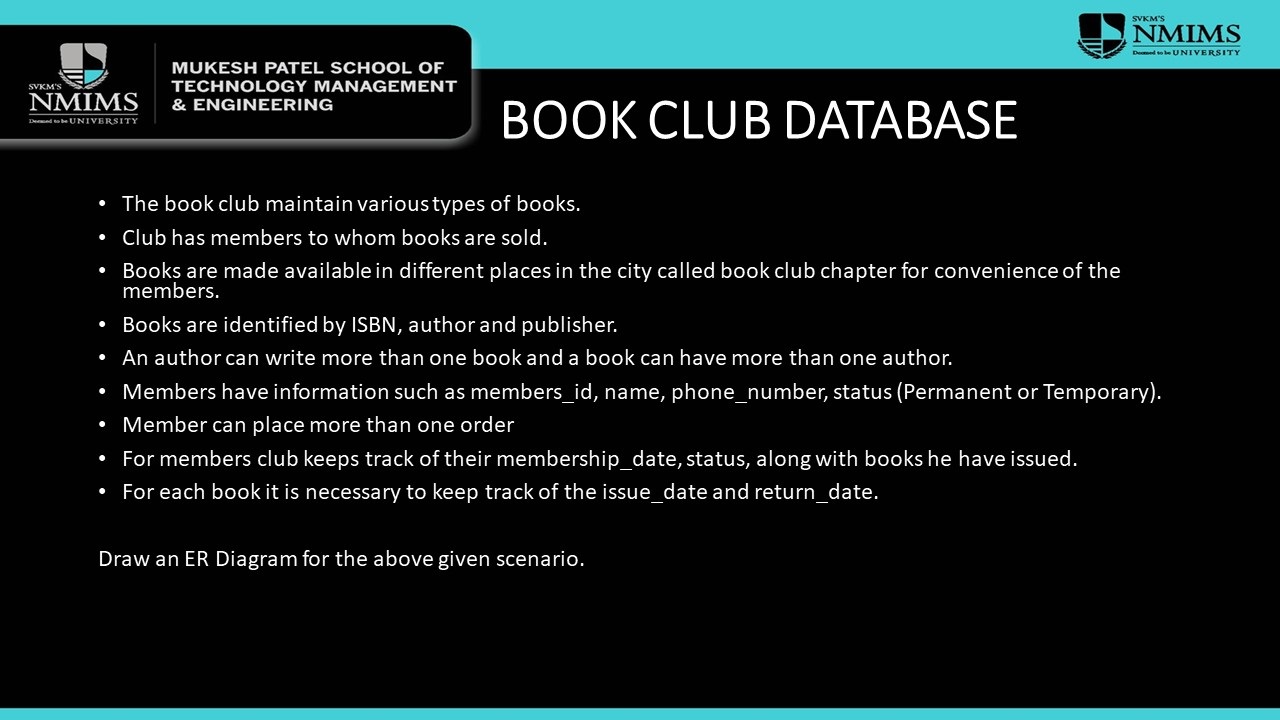 SVKM'S
NMIMS
Deemed to be UNIVERSITY
MUKESH PATEL SCHOOL OF
TECHNOLOGY MANAGEMENT
& ENGINEERING
SVKM'S
NMIMS
Deemed to be UNIVERSITY
BOOK CLUB DATABASE
• The book club maintain various types of books.
• Club has members to whom books are sold.
• Books are made available in different places in the city called book club chapter for convenience of the
members.
• Books are identified by ISBN, author and publisher.
• An author can write more than one book and a book can have more than one author.
• Members have information such as members_id, name, phone_number, status (Permanent or Temporary).
• Member can place more than one order
• For members club keeps track of their membership_date, status, along with books he have issued.
• For each book it is necessary to keep track of the issue_date and return_date.
Draw an ER Diagram for the above given scenario.